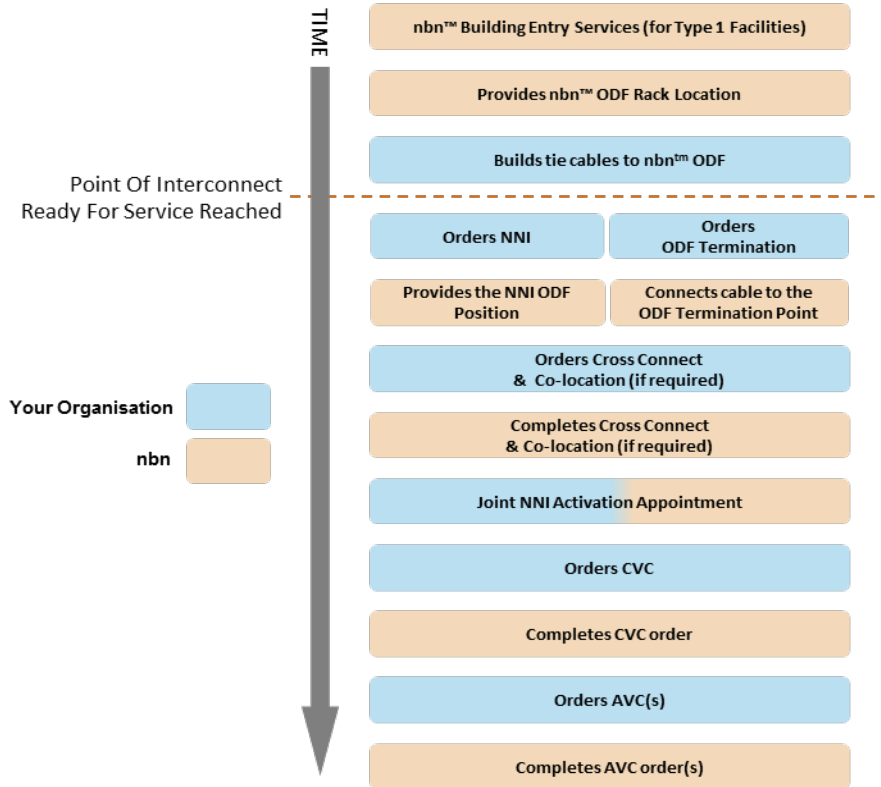 TIME
nbn™ Building Entry Services (for Type 1 Facilities)
Provides nbn™ ODF Rack Location
Builds tie cables to nbn™ ODF
Point Of Interconnect
Ready For Service Reached
Orders NNI
Orders
ODF Termination
Provides the NNI ODF
Position
Connects cable to the
ODF Termination Point
Orders Cross Connect
& Co-location (if required)
Your Organisation
nbn
Completes Cross Connect
& Co-location (if required)
Joint NNI Activation Appointment
Orders CVC
Completes CVC order
Orders AVC(s)
Completes AVC order(s)